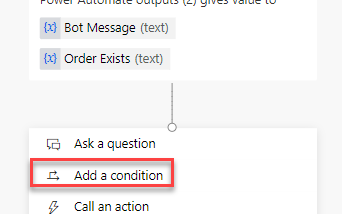 Power Automate outputs (2) gives value to
{x} Bot Message (text)
{x} Order Exists (text)
Ask a question
Add a condition
Call an action